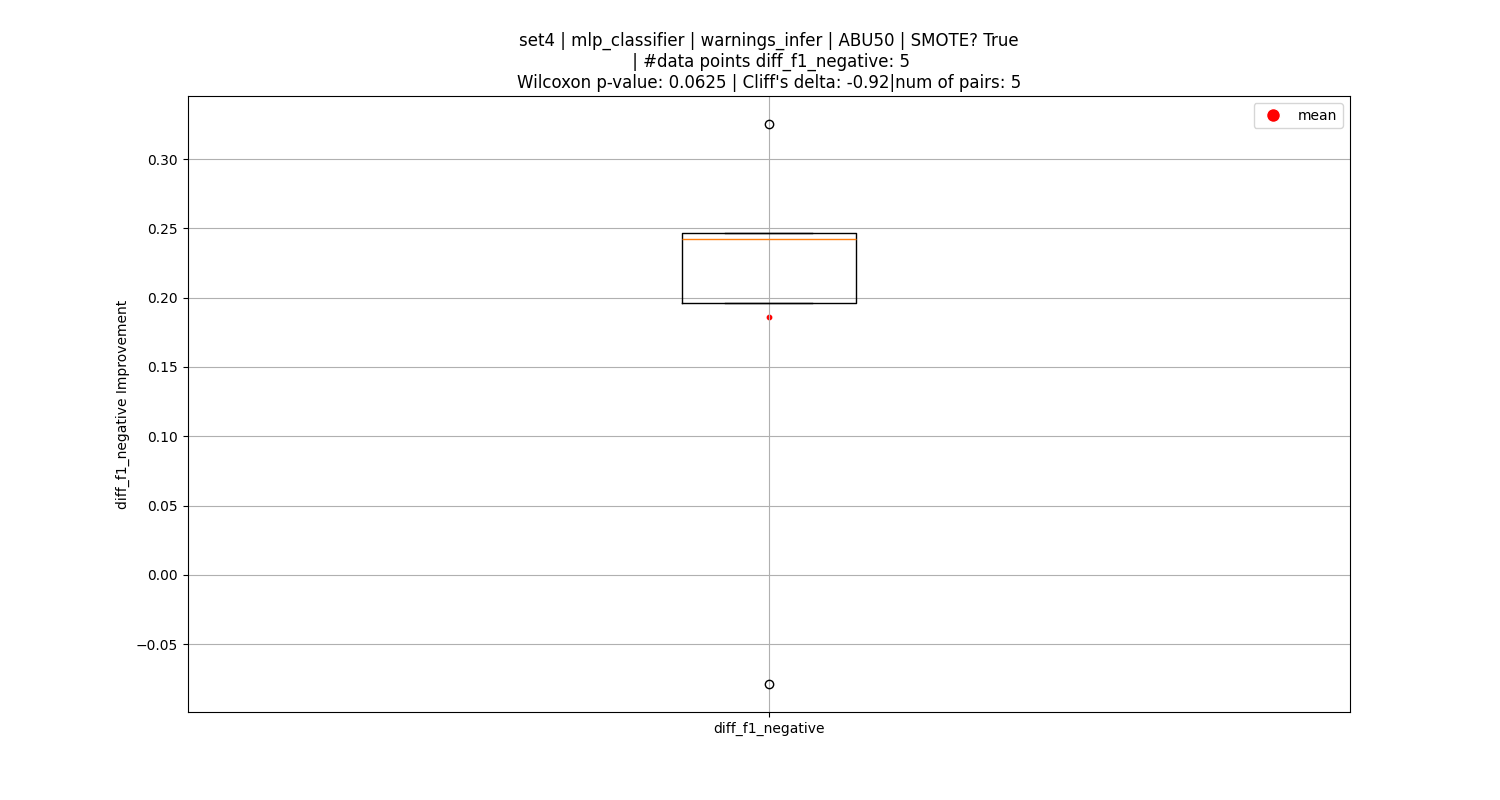 set4 | mlp_classifier | warnings_infer | ABU50 | SMOTE? True
| #data points diff_f1_negative: 5
Wilcoxon p-value: 0.0625 | Cliff's delta: -0.92|num of pairs: 5
mean
0.30
0.25
0.20
0.15
0.10
0.05
0.00
−0.05
diff_f1_negative Improvement
diff_f1_negative